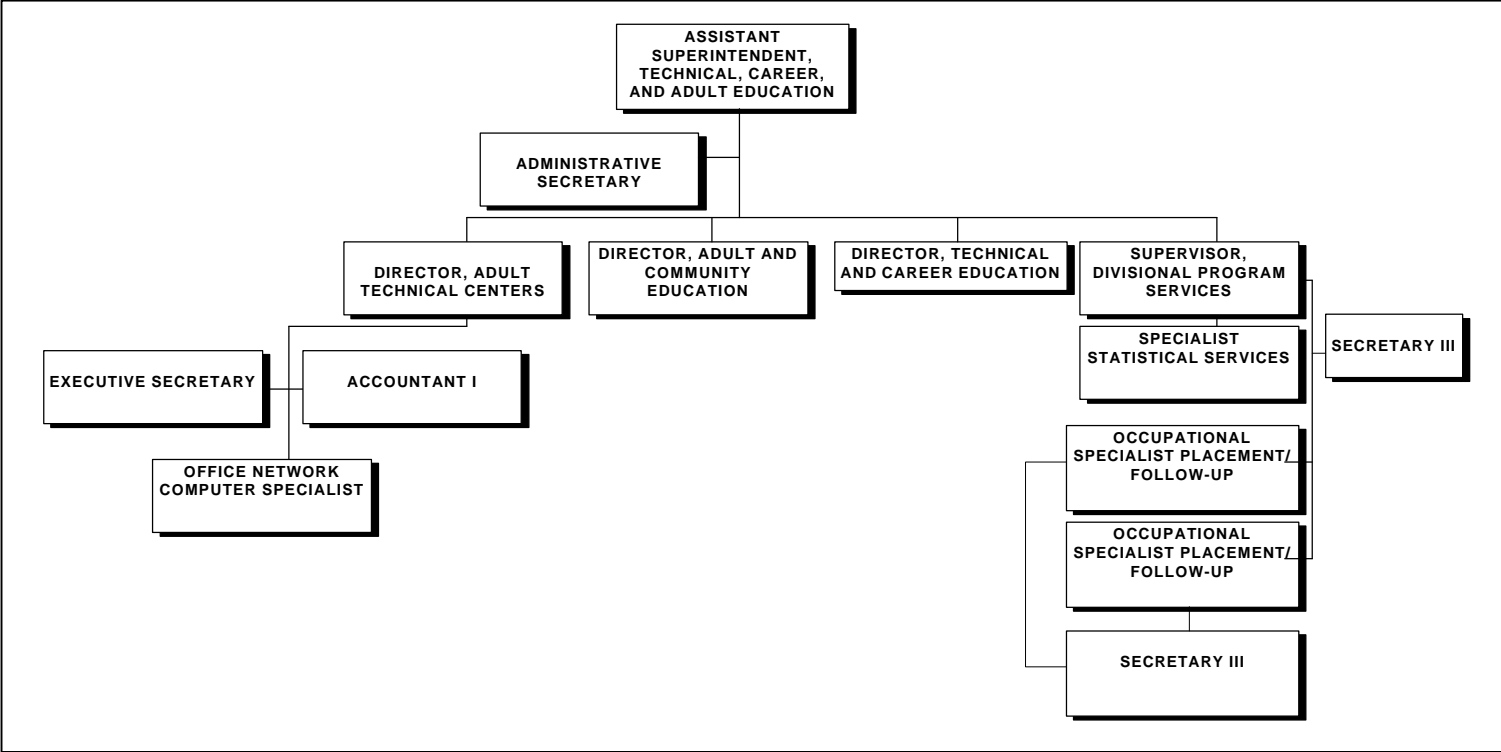 ASSISTANT
SUPERINTENDENT,
TECHNICAL, CAREER,
AND ADULT EDUCATION
ADMINISTRATIVE
SECRETARY
DIRECTOR, ADULT
TECHNICAL CENTERS
DIRECTOR, ADULT AND
COMMUNITY
EDUCATION
DIRECTOR, TECHNICAL
AND CAREER EDUCATION
SUPERVISOR,
DIVISIONAL PROGRAM
SERVICES
SPECIALIST
STATISTICAL SERVICES
SECRETARY III
EXECUTIVE SECRETARY
ACCOUNTANT I
OFFICE NETWORK
COMPUTER SPECIALIST
OCCUPATIONAL
SPECIALIST PLACEMENT/
FOLLOW-UP
OCCUPATIONAL
SPECIALIST PLACEMENT/
FOLLOW-UP
SECRETARY III